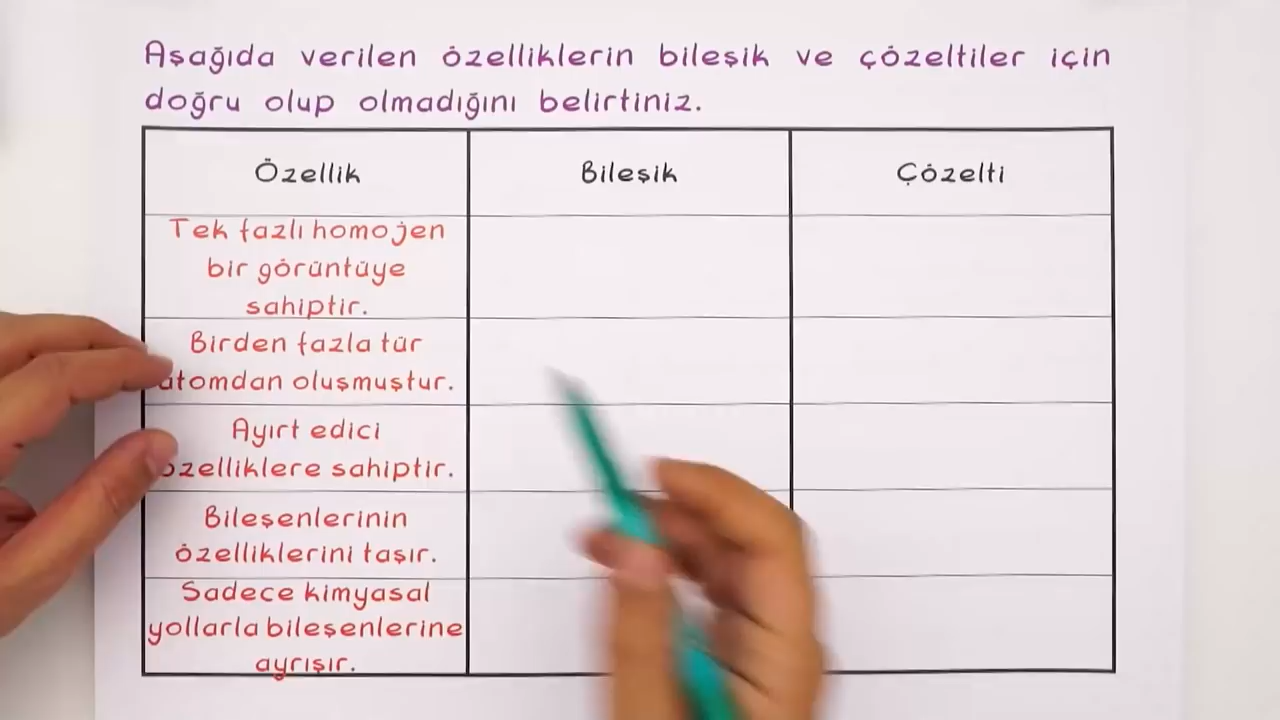 Aşağıda verilen özelliklerin bileşik ve çözeltiler için
doğru olup olmadığını belirtiniz.
Özellik Bileşik Çözelti
Tek fazlı homojen
bir görüntüye
sahiptir.
Birden fazla tür
atomdan oluşmuştur.
Ayırt edici
özelliklere sahiptir.
Bileşenlerinin
özelliklerini taşır.
Sadece kimyasal
yollarla bileşenlerine
ayrışır.